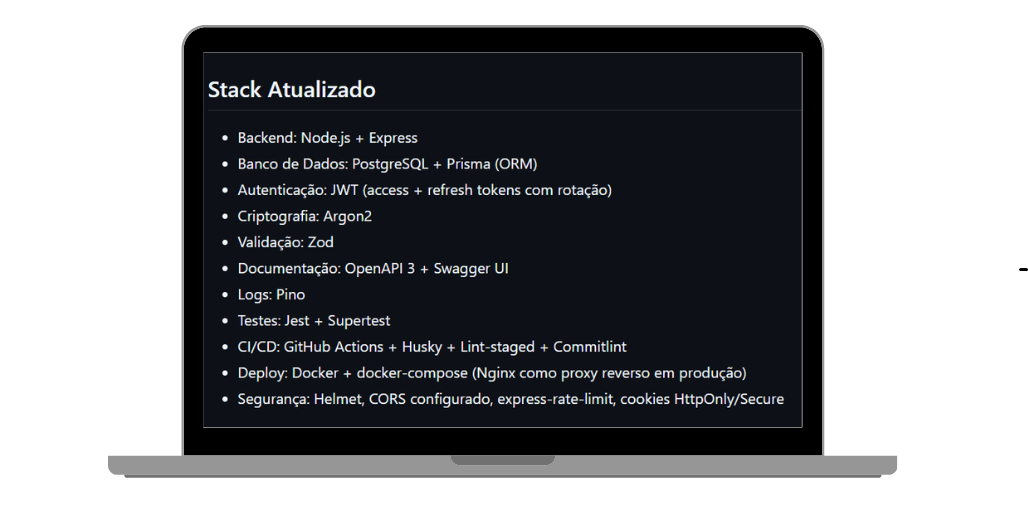 Stack Atualizado
• Backend: Node.js + Express
• Banco de Dados: PostgreSQL + Prisma (ORM)
• Autenticação: JWT (access + refresh tokens com rotação)
• Criptografia: Argon2
• Validação: Zod
• Documentação: OpenAPI 3 + Swagger UI
• Logs: Pino
• Testes: Jest + Supertest
• CI/CD: GitHub Actions + Husky + Lint-staged + Commitlint
• Deploy: Docker + docker-compose (Nginx como proxy reverso em produção)
• Segurança: Helmet, CORS configurado, express-rate-limit, cookies HttpOnly/Secure